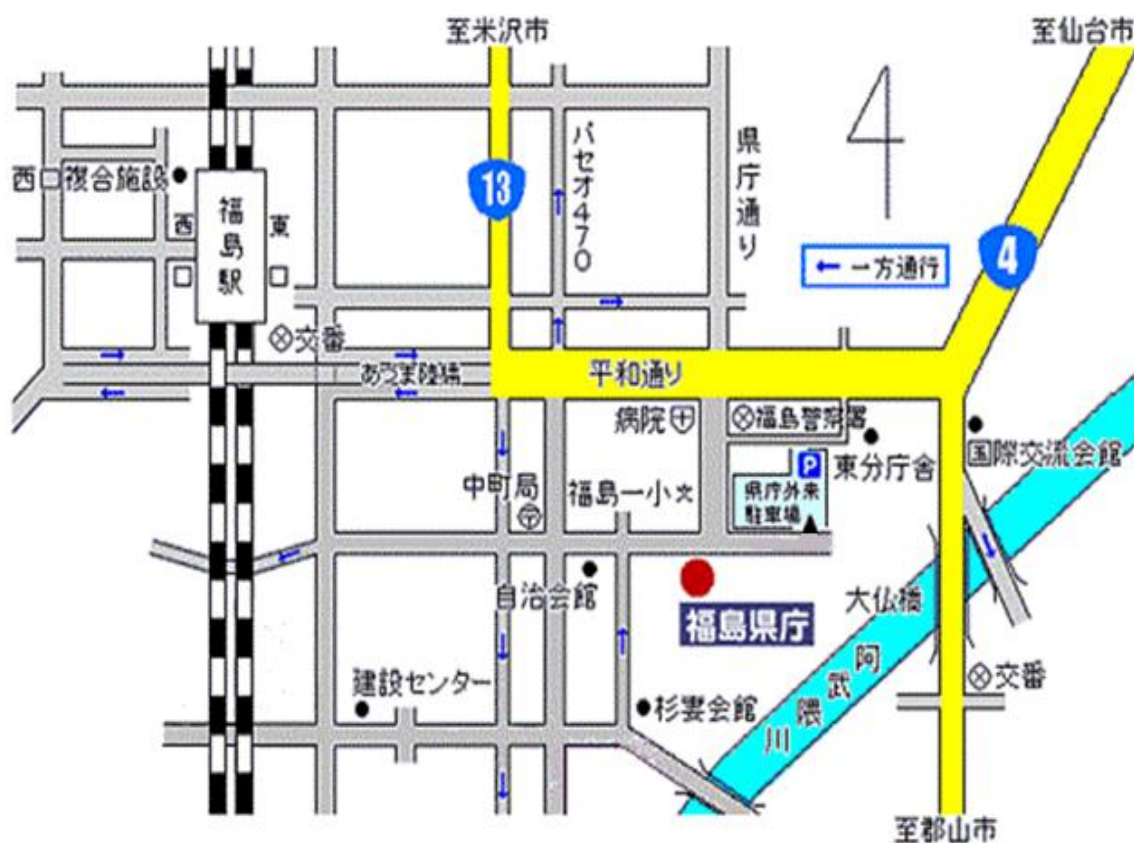 至米沢市
至仙台市
13
パセオ470
県庁通り
西口複合施設
西口
福島駅
東口
4
一方通行
交番
あづま陸橋
平和通り
病院
福島警察署
東分庁舎
国際交流会館
中町局
福島一小
文
P
県庁外来
駐車場
自治会館
福島県庁
大仏橋
阿武隈川
建設センター
杉妻会館
交番
至郡山市